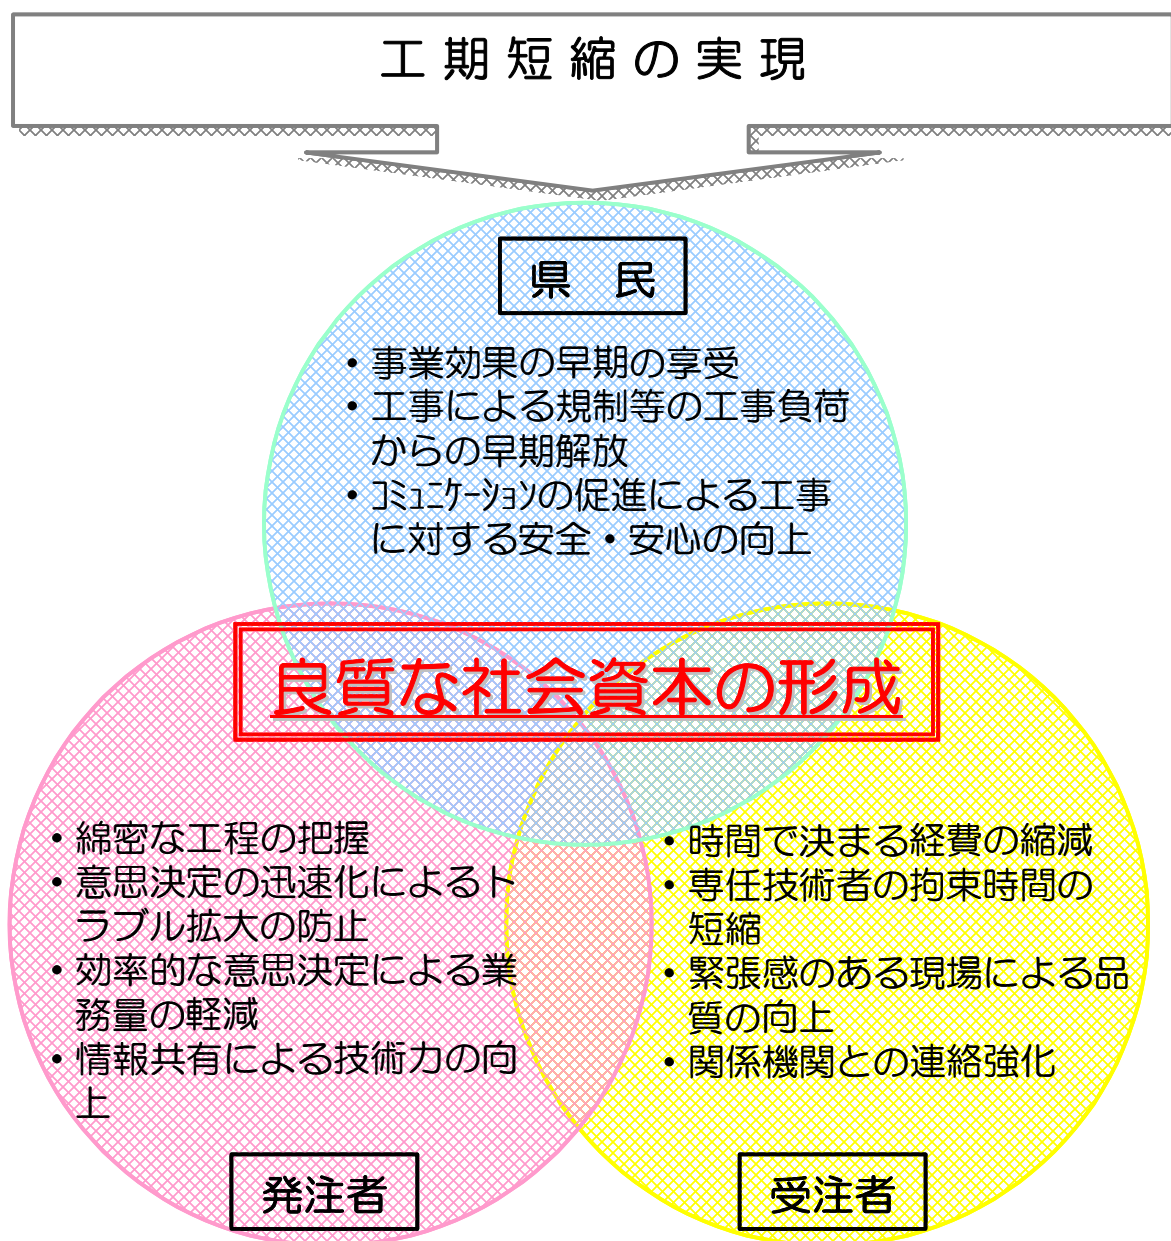 工期短縮の実現
県　民
・事業効果の早期の享受
・工事による規制等の工事負荷
からの早期解放
・ｺﾐｭﾆｹｰｼｮﾝの促進による工事
に対する安全・安心の向上
良質な社会資本の形成
・綿密な工程の把握
・意思決定の迅速化によるト
ラブル拡大の防止
・効率的な意思決定による業
務量の軽減
・情報共有による技術力の向
上
発注者
・時間で決まる経費の縮減
・専任技術者の拘束時間の
短縮
・緊張感のある現場による品
質の向上
・関係機関との連絡強化
受注者